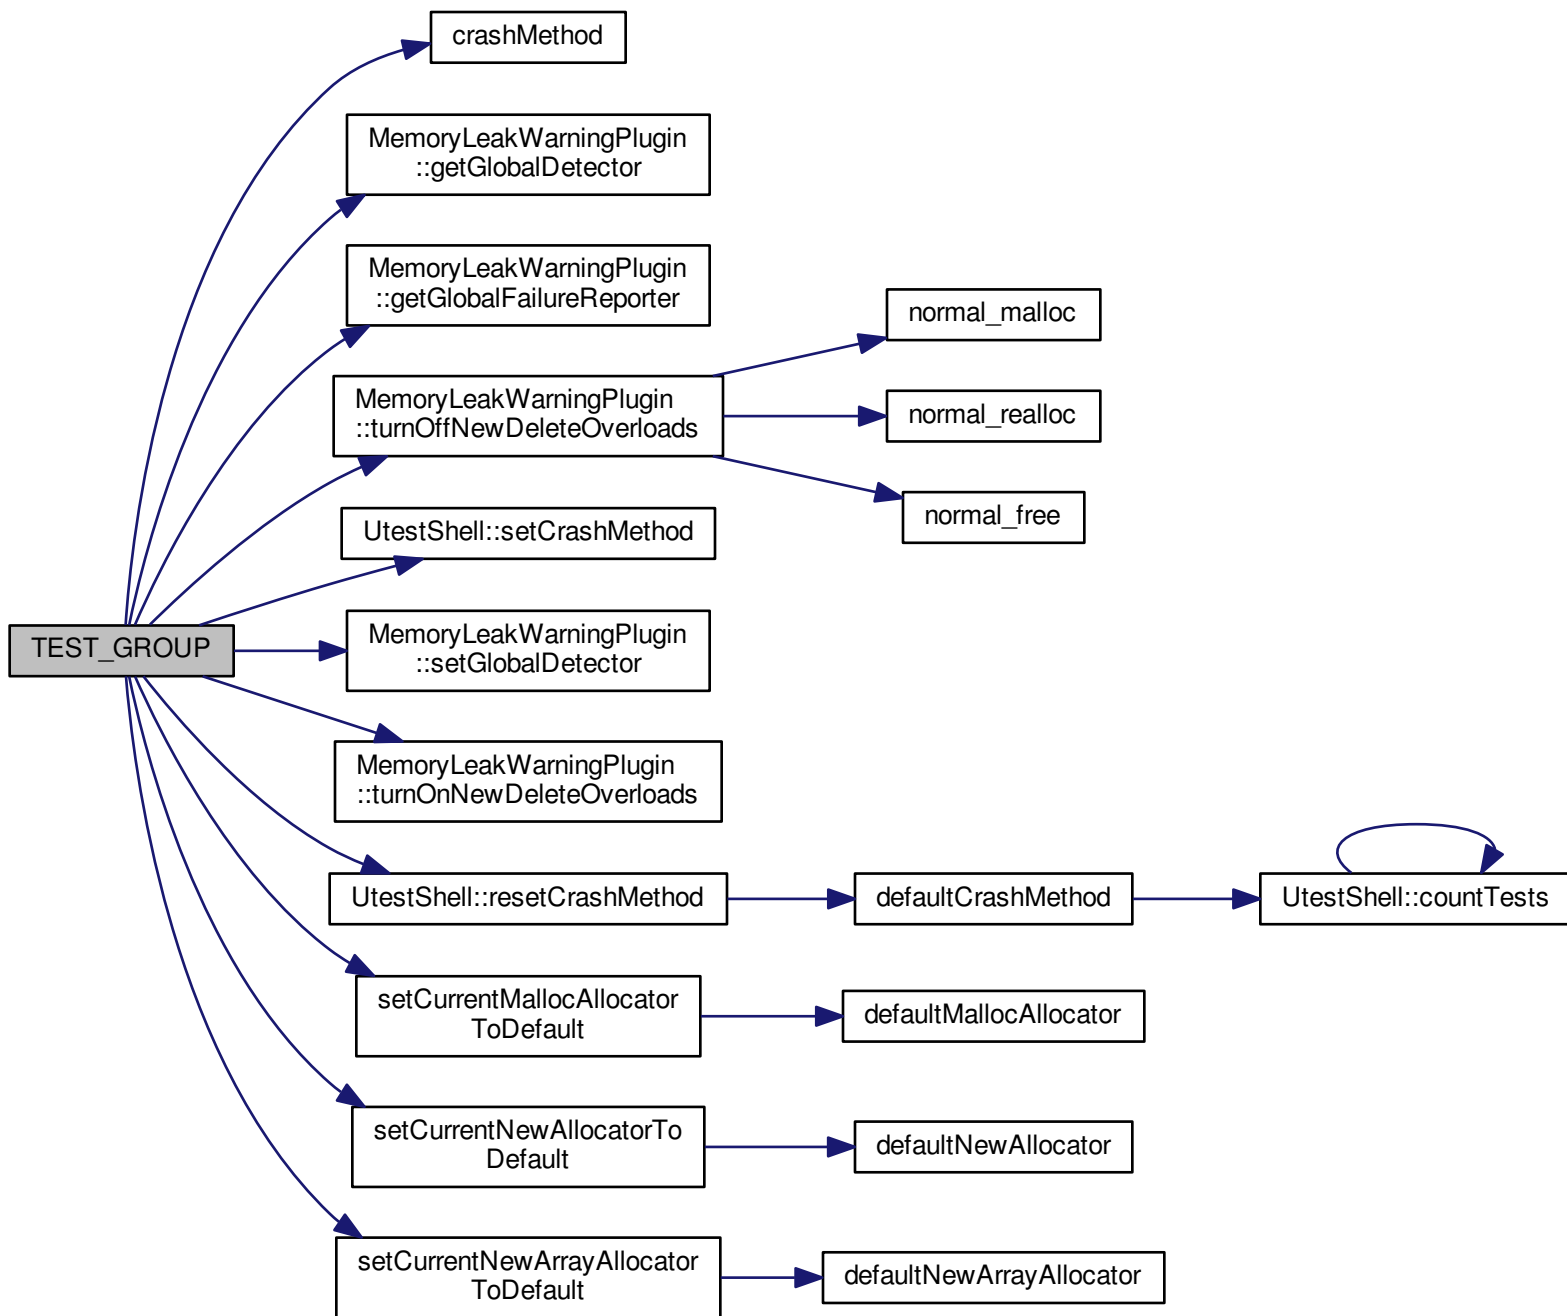 crashMethod
MemoryLeakWarningPlugin
::getGlobalDetector
MemoryLeakWarningPlugin
::getGlobalFailureReporter
normal_malloc
MemoryLeakWarningPlugin
::turnOffNewDeleteOverloads
normal_realloc
normal_free
UtestShell::setCrashMethod
TEST_GROUP
MemoryLeakWarningPlugin
::setGlobalDetector
MemoryLeakWarningPlugin
::turnOnNewDeleteOverloads
UtestShell::resetCrashMethod
defaultCrashMethod
UtestShell::countTests
setCurrentMallocAllocator
ToDefault
defaultMallocAllocator
setCurrentNewAllocatorTo
Default
defaultNewAllocator
setCurrentNewArrayAllocator
ToDefault
defaultNewArrayAllocator